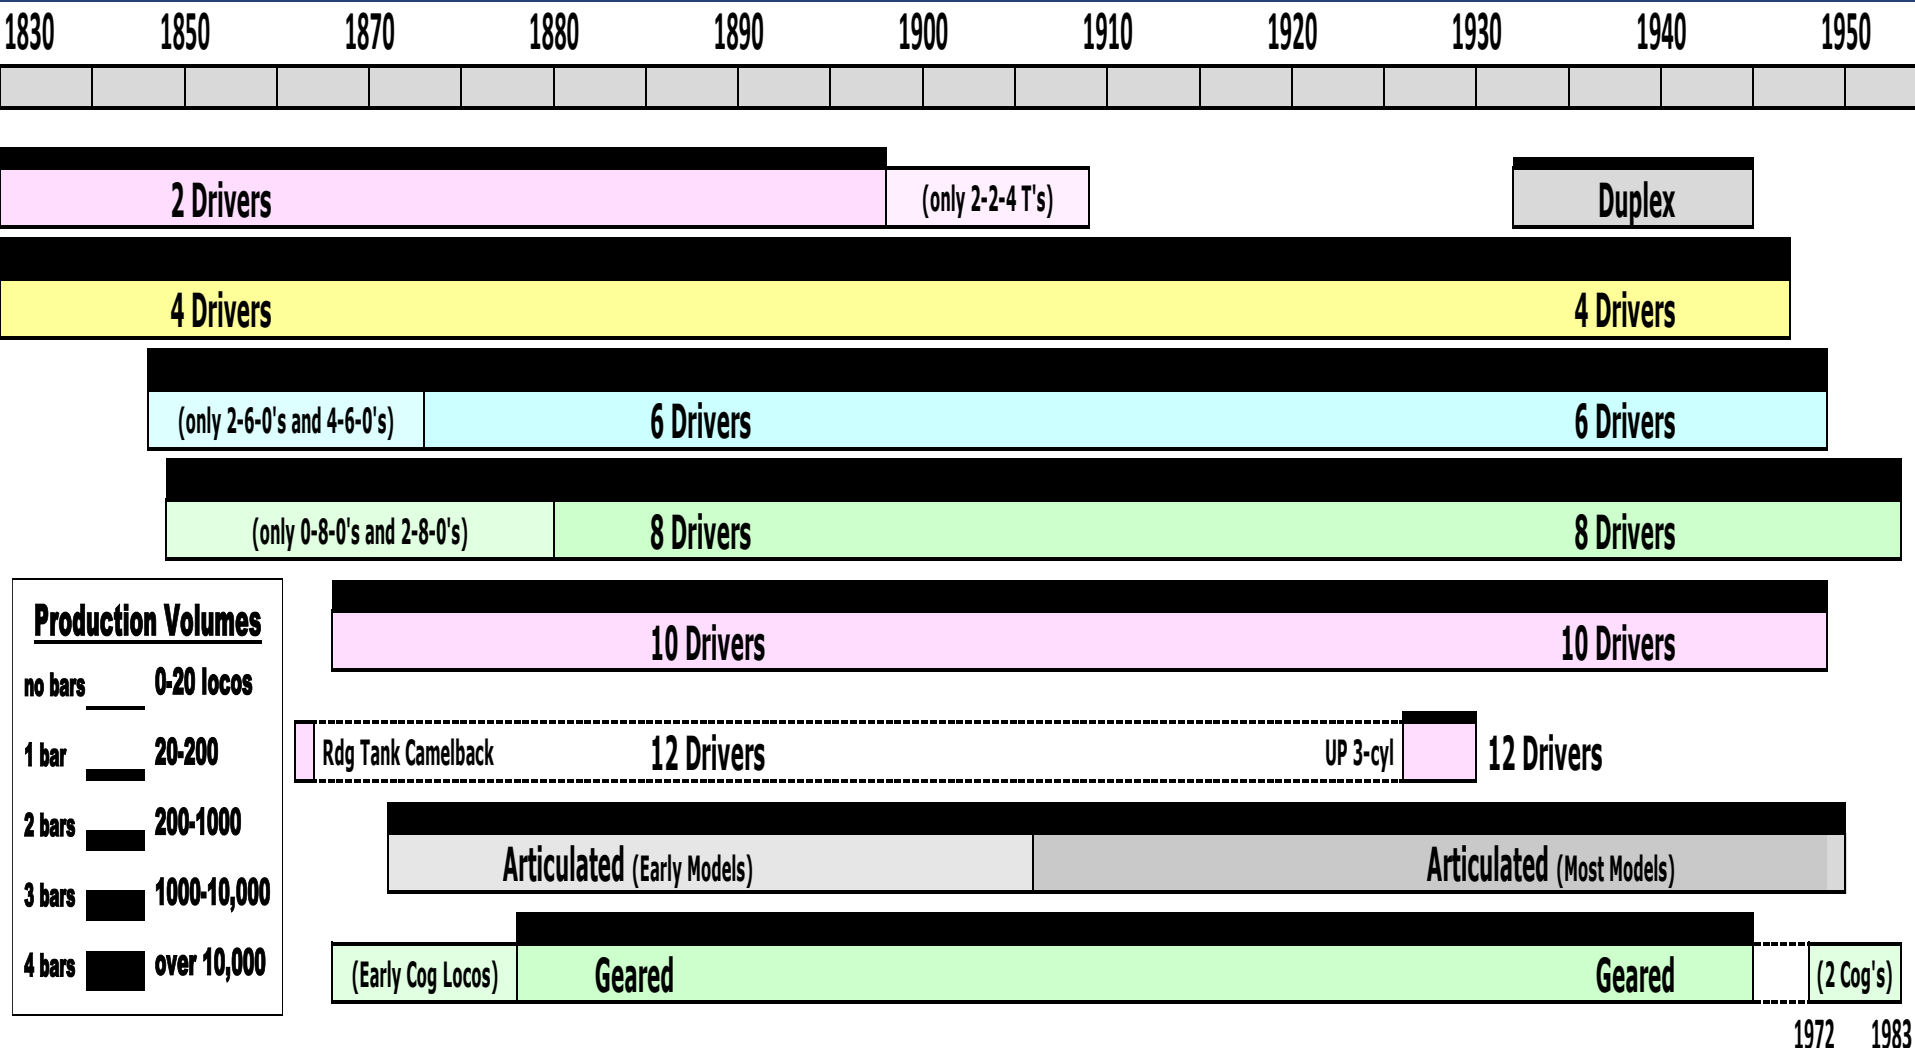 1830 1850 1870 1880 1890 1900 1910 1920 1930 1940 1950
2 Drivers (only 2-2-4 T's) Duplex
4 Drivers 4 Drivers
(only 2-6-0's and 4-6-0's) 6 Drivers 6 Drivers
(only 0-8-0's and 2-8-0's) 8 Drivers 8 Drivers
10 Drivers 10 Drivers
Rdg Tank Camelback 12 Drivers UP 3-cyl 12 Drivers
Articulated (Early Models) Articulated (Most Models)
(Early Cog Locos) Geared Geared (2 Cog's)
1972 1983
Production Volumes
no bars 0-20 locos
1 bar 20-200
2 bars 200-1000
3 bars 1000-10,000
4 bars over 10,000